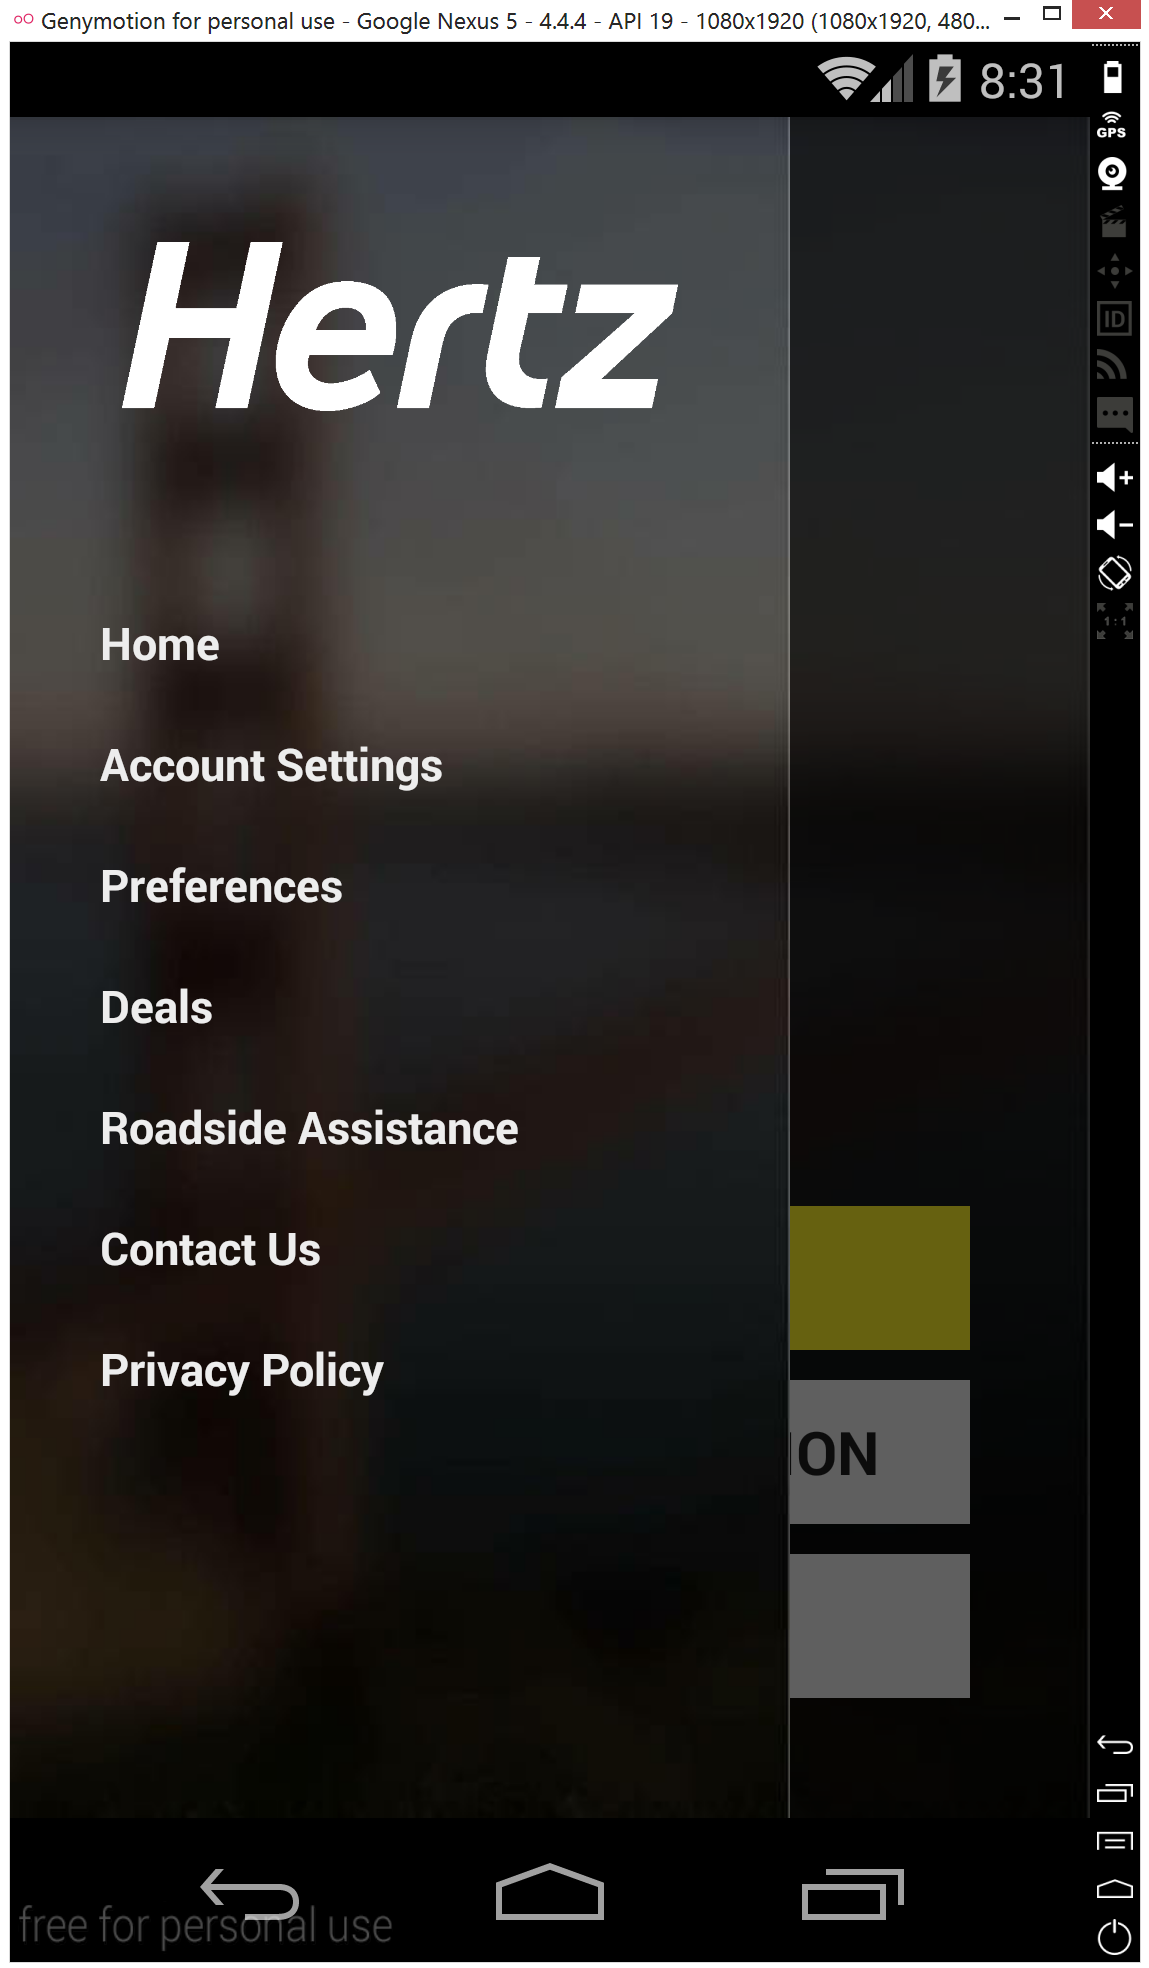 Genymotion for personal use - Google Nexus 5 - 4.4.4 - API 19 - 1080x1920 (1080x1920, 480...
8:31
GPS
Hertz
ID
1:1
Home
Account Settings
Preferences
Deals
Roadside Assistance
Contact Us
Privacy Policy
ION
free for personal use